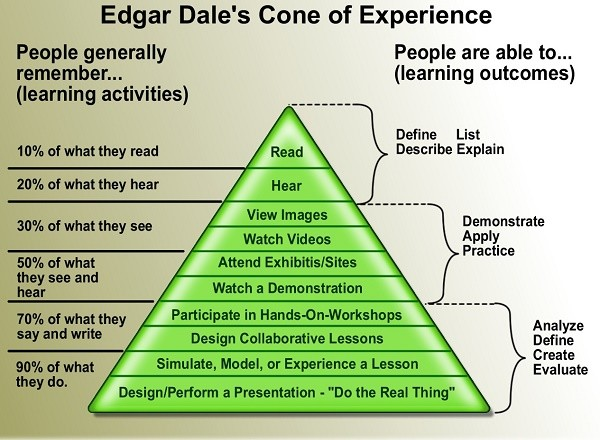 Edgar Dale's Cone of Experience
People generally
remember...
(learning activities)
People are able to...
(learning outcomes)
10% of what they read
20% of what they hear
30% of what they see
50% of what
they see and
hear
70% of what they
say and write
90% of what
they do.
Read
Hear
View Images
Watch Videos
Attend Exhibitis/Sites
Watch a Demonstration
Participate in Hands-On-Workshops
Design Collaborative Lessons
Simulate, Model, or Experience a Lesson
Design/Perform a Presentation - "Do the Real Thing"
Define List
Describe Explain
Demonstrate
Apply
Practice
Analyze
Define
Create
Evaluate